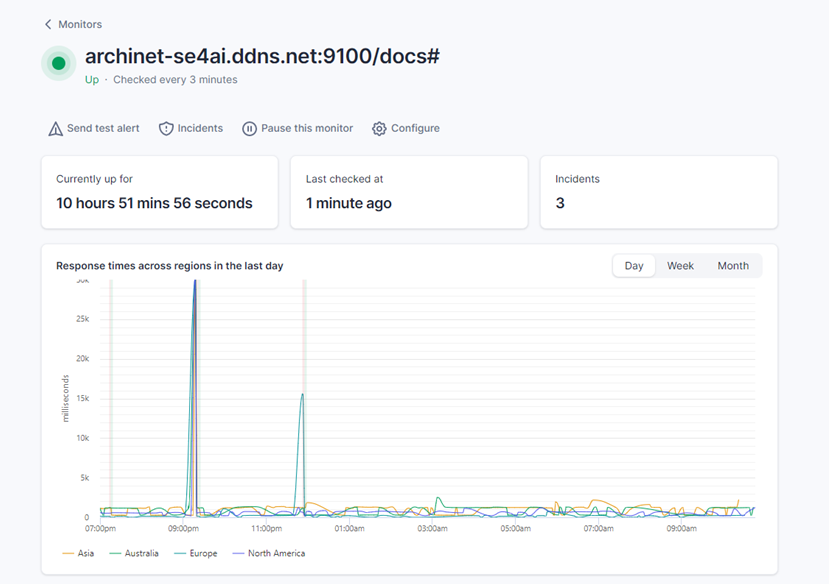 Monitors
archinet-se4ai.ddns.net:9100/docs#
Up · Checked every 3 minutes
Send test alert Incidents Pause this monitor Configure
Currently up for Last checked at Incidents
10 hours 51 mins 56 seconds 1 minute ago 3
Response times across regions in the last day Day Week Month
30k
25k
20k
15k
10k
5k
0
milliseconds
07:00pm 09:00pm 11:00am 01:00am 03:00am 05:00am 07:00am 09:00am
Asia Australia Europe North America